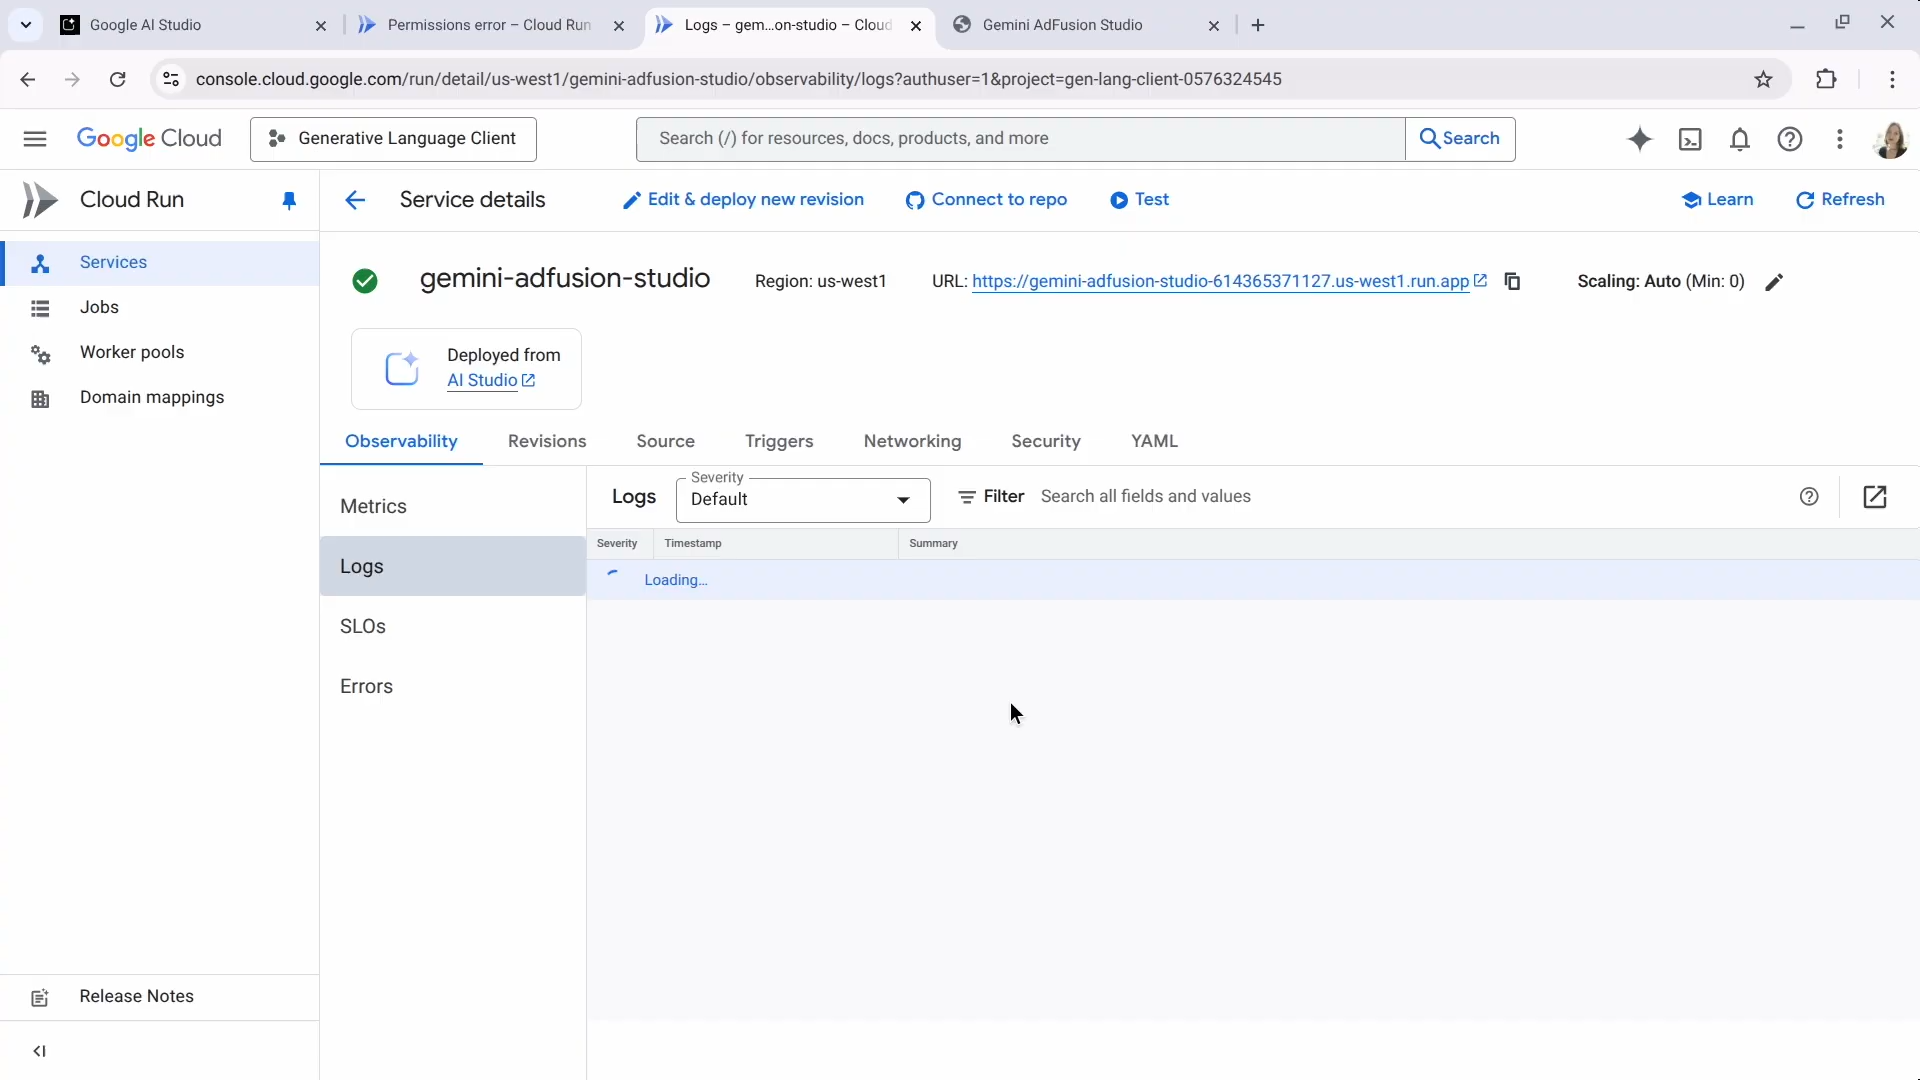 Google AI Studio
Permissions error – Cloud Run
Logs – gem...on-studio – Cloud
Gemini AdFusion Studio
console.cloud.google.com/run/detail/us-west1/gemini-adfusion-studio/observability/logs?authuser=1&project=gen-lang-client-0576324545
Google Cloud
Generative Language Client
Search (/) for resources, docs, products, and more
Search
Cloud Run
Service details
Edit & deploy new revision
Connect to repo
Test
Learn
Refresh
Services
Jobs
Worker pools
Domain mappings
gemini-adfusion-studio
Region: us-west1
URL: https://gemini-adfusion-studio-614365371127.us-west1.run.app
Scaling: Auto (Min: 0)
Deployed from
AI Studio
Observability
Revisions
Source
Triggers
Networking
Security
YAML
Metrics
Logs
SLOs
Errors
Logs
Severity
Default
Filter
Search all fields and values
Severity
Timestamp
Summary
Loading...
Release Notes